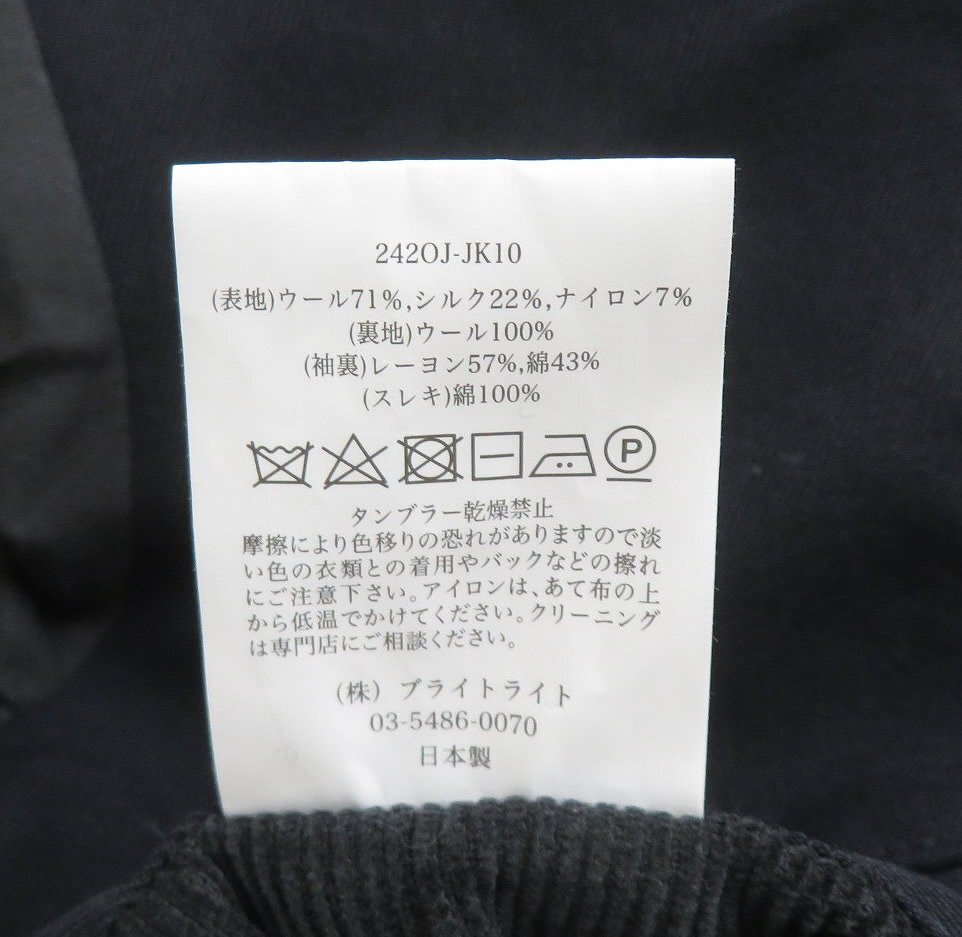 242OJ-JK10
(表地)ウール71%,シルク22%,ナイロン7%
(裏地)ウール100%
(袖裏)レーヨン57%,綿43%
(スレキ)綿100%
P
タンブラー乾燥禁止
摩擦により色移りの恐れがありますので淡
い色の衣類との着用やバックなどの擦れ
にご注意下さい。アイロンは、あて布の上
から低温でかけてください。クリーニング
は専門店にご相談ください。
(株) ブライトライト
03-5486-0070
日本製